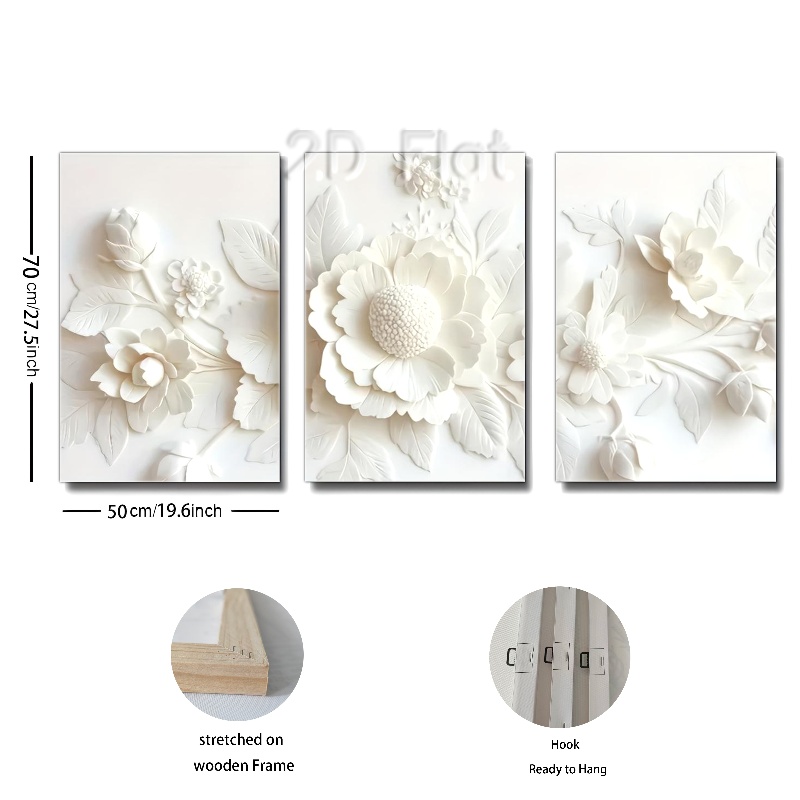 2D Flat
70 cm/27.5inch
50cm/19.6inch
stretched on
wooden Frame
Hook
Ready to Hang